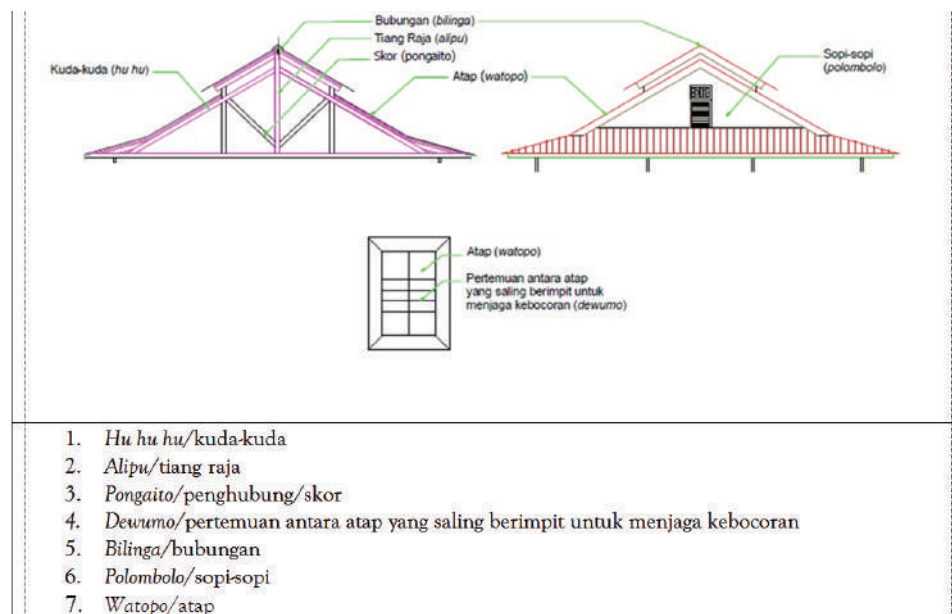 Bubungan (bilinga)
Tiang Raja (alipu)
Skor (pongaito)
Kuda-kuda (hu hu)
Atap (watopo)
Sopi-sopi
(polombolo)
Atap (watopo)
Pertemuan antara atap
yang saling berimpit untuk
menjaga kebocoran (dewumo)
1. Hu hu hu/kuda-kuda
2. Alipu/tiang raja
3. Pongaito/penghubung/skor
4. Dewumo/pertemuan antara atap yang saling berimpit untuk menjaga kebocoran
5. Bilinga/bubungan
6. Polombolo/sopi-sopi
7. Watopo/atap